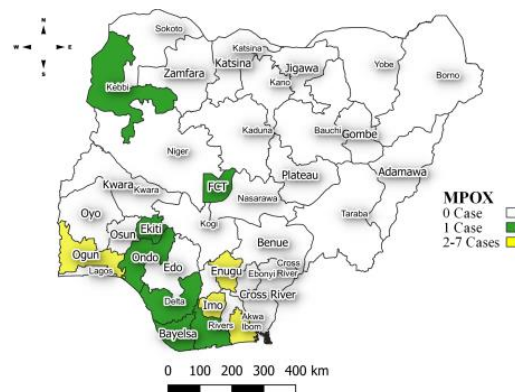 N
W E
S
Sokoto
Katsina
Zamfara
Katsina
Jigawa
Kano
Yobe
Borno
Kebbi
Kaduna
Bauchi
Gombe
Niger
Adamawa
FCT
Plateau
Kwara
Kwara
Nasarawa
Taraba
MPOX
0 Case
1 Case
2-7 Cases
Oyo
Kogi
Osun
Ekiti
Benue
Ogun
Lagos
Ondo
Edo
Enugu
Cross
Ebonyi River
Delta
Imo
Cross River
Bayelsa
Rivers
Akwa
Ibom
0 100 200 300 400 km